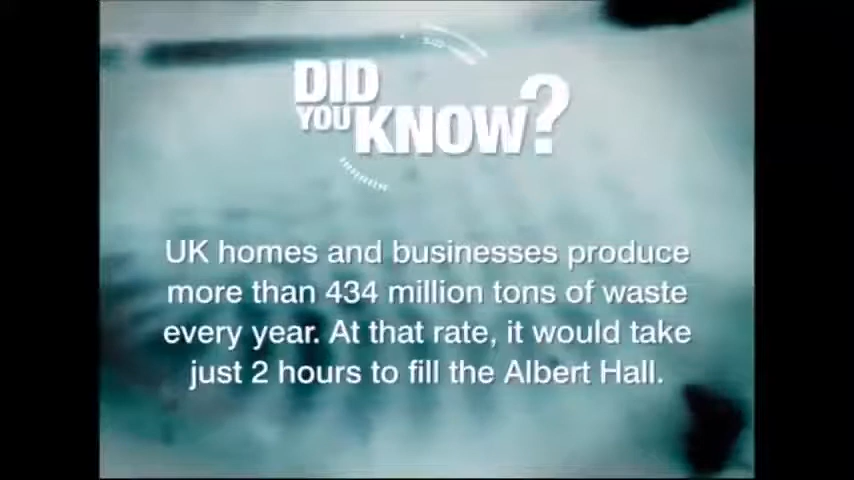 DID
YOU KNOW?
UK homes and businesses produce
more than 434 million tons of waste
every year. At that rate, it would take
just 2 hours to fill the Albert Hall.